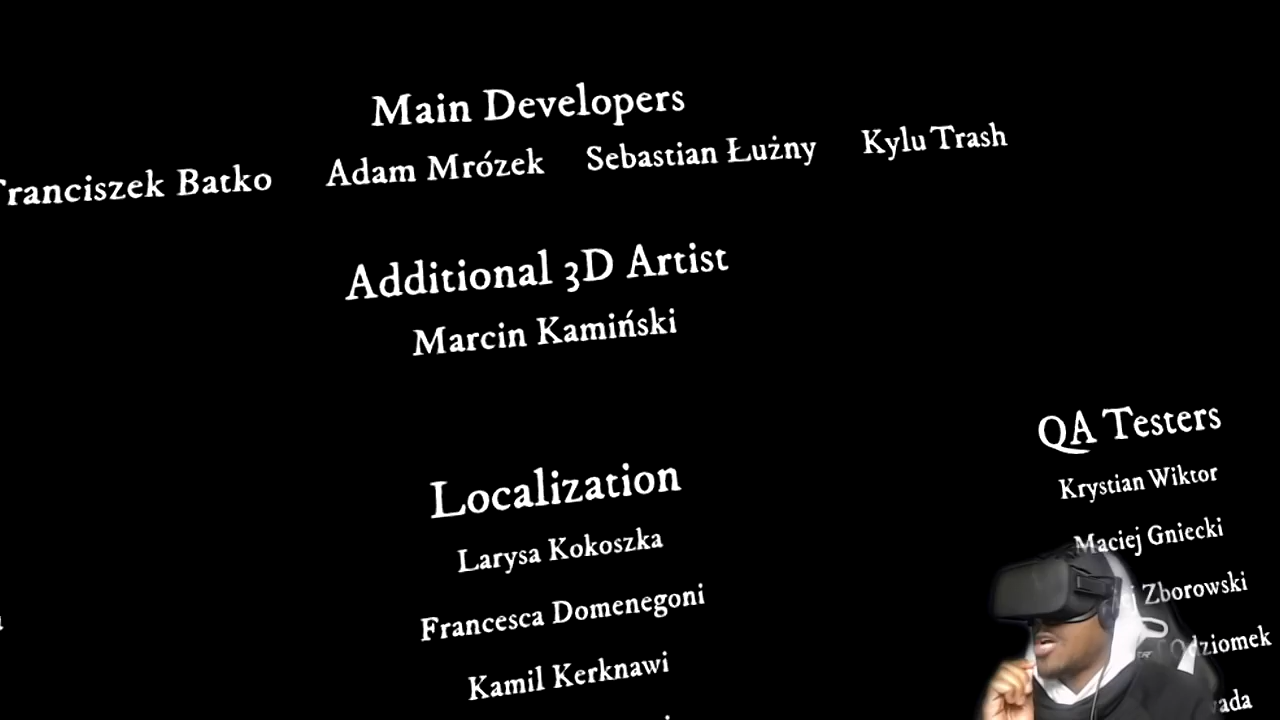 Main Developers
Franciszek Batko Adam Mrózek Sebastian Łużny Kylu Trash
Additional 3D Artist
Marcin Kamiński
Localization
Larysa Kokoszka
Francesca Domenegoni
Kamil Kerknawi
QA Testers
Krystian Wiktor
Maciej Gniecki
Zborowski